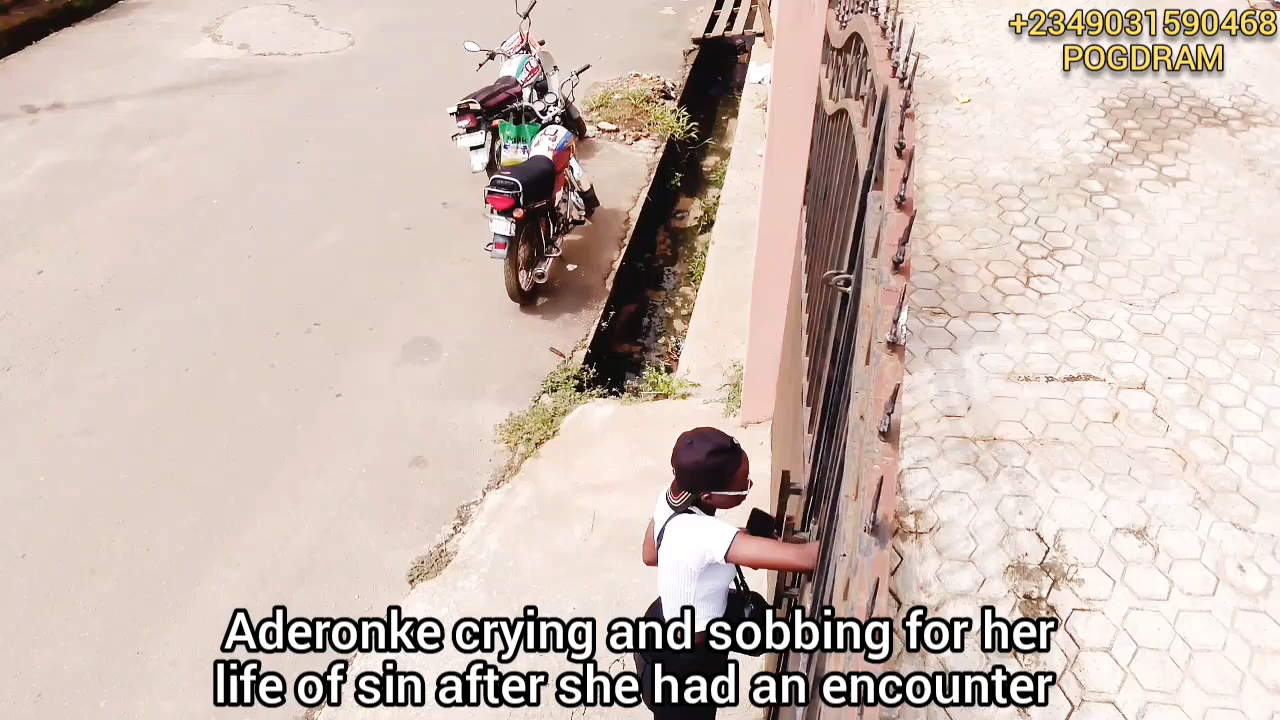 +2349031590468
POGDRAM
Aderonke crying and sobbing for her
life of sin after she had an encounter